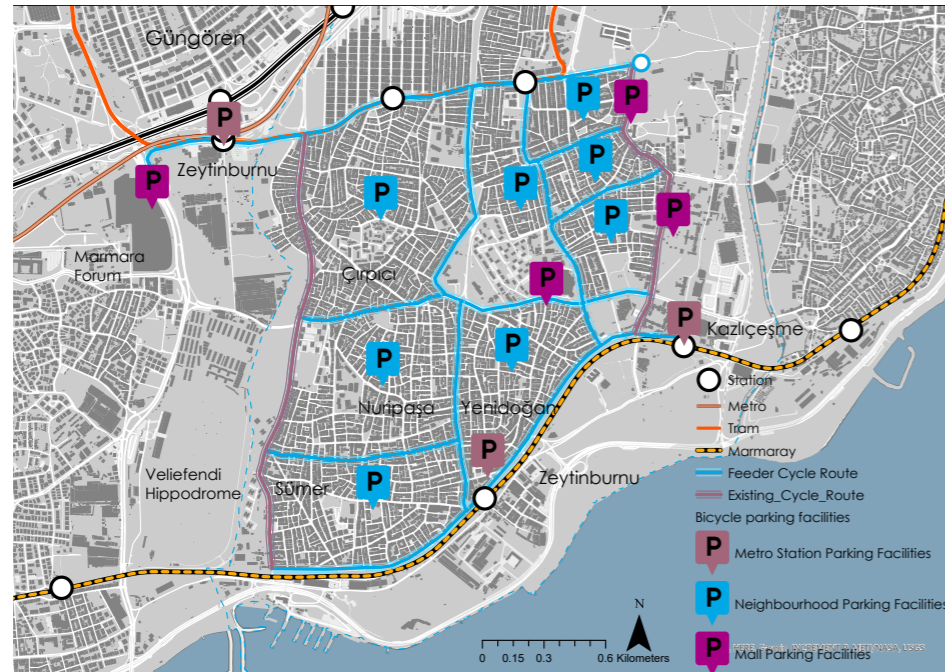 Güngören
P
P
P
P
Zeytinburnu
P
P
P
P
P
P
Marmara
Forum
Çırpıcı
P
P
Kazlıçeşme
P
P
Station
Nuripaşa
Yenidoğan
Metro
Tram
P
Marmaray
Veliefendi
Hippodrome
Sümer
P
Zeytinburnu
Feeder Cycle Route
Existing_Cycle_Route
Bicycle parking facilities
P Metro Station Parking Facilities
P Neighbourhood Parking Facilities
N
0 0.15 0.3 0.6 Kilometers
P Mall Parking Facilities